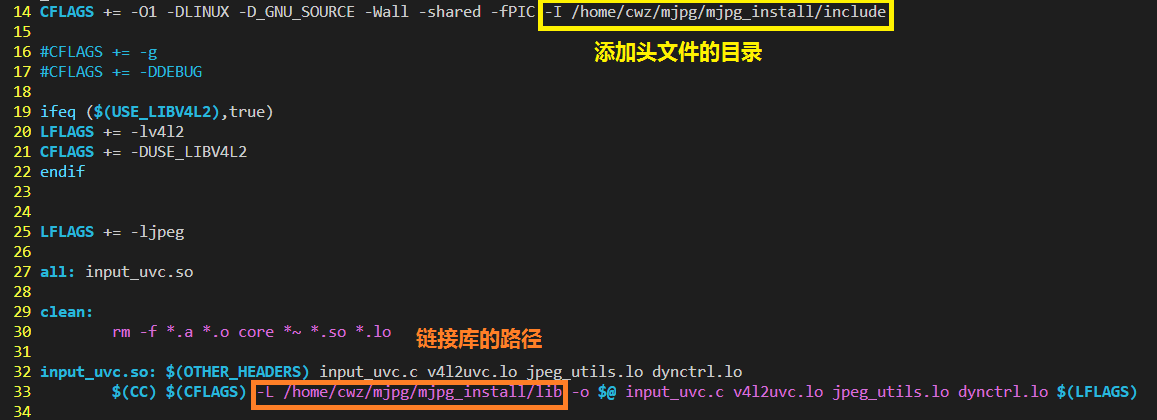 14 CFLAGS += -O1 -DLINUX -D_GNU_SOURCE -Wall -shared -fPIC -I /home/cwz/mjpg/mjpg_install/include
15
添加头文件的目录
16 #CFLAGS += -g
17 #CFLAGS += -DDEBUG
18
19 ifeq ($(USE_LIBV4L2),true)
20 LFLAGS += -lv4l2
21 CFLAGS += -DUSE_LIBV4L2
22 endif
23
24
25 LFLAGS += -ljpeg
26
27 all: input_uvc.so
28
29 clean:
30 rm -f *.a *.o core *~ *.so *.lo
链接库的路径
31
32 input_uvc.so: $(OTHER_HEADERS) input_uvc.c v4l2uvc.lo jpeg_utils.lo dynctrl.lo
33 $(CC) $(CFLAGS) -L /home/cwz/mjpg/mjpg_install/lib -o $@ input_uvc.c v4l2uvc.lo jpeg_utils.lo dynctrl.lo $(LFLAGS)
34